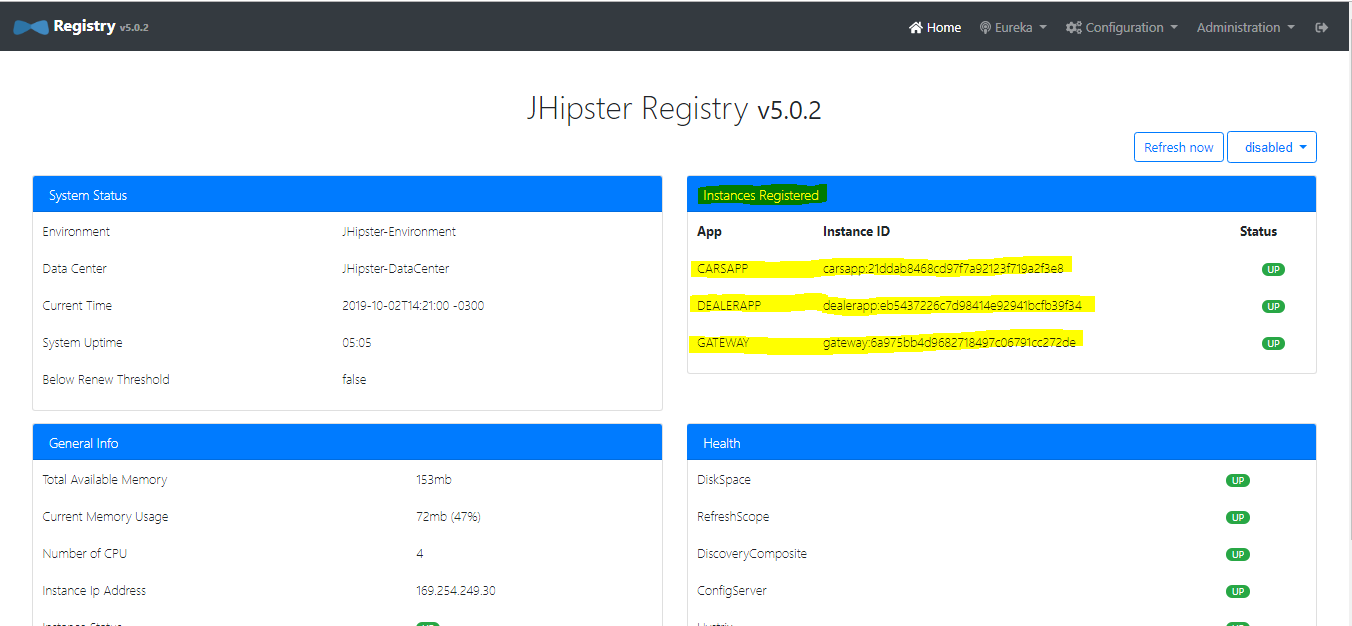 Registry v5.0.2
Home Eureka Configuration Administration
JHipster Registry v5.0.2
Refresh now disabled
System Status
Environment JHipster-Environment
Data Center JHipster-DataCenter
Current Time 2019-10-02T14:21:00 -0300
System Uptime 05:05
Below Renew Threshold false
Instances Registered
App Instance ID Status
CARSAPP carsapp:21ddab8468cd97f7a92123f719a2f3e8 UP
DEALERAPP dealerapp:eb5437226c7d98414e92941bcfb39f34 UP
GATEWAY gateway:6a975bb4d9682718497c06791cc272de UP
General Info
Total Available Memory 153mb
Current Memory Usage 72mb (47%)
Number of CPU 4
Instance Ip Address 169.254.249.30
Instance Status
Health
DiskSpace UP
RefreshScope UP
DiscoveryComposite UP
ConfigServer UP
Hystrix